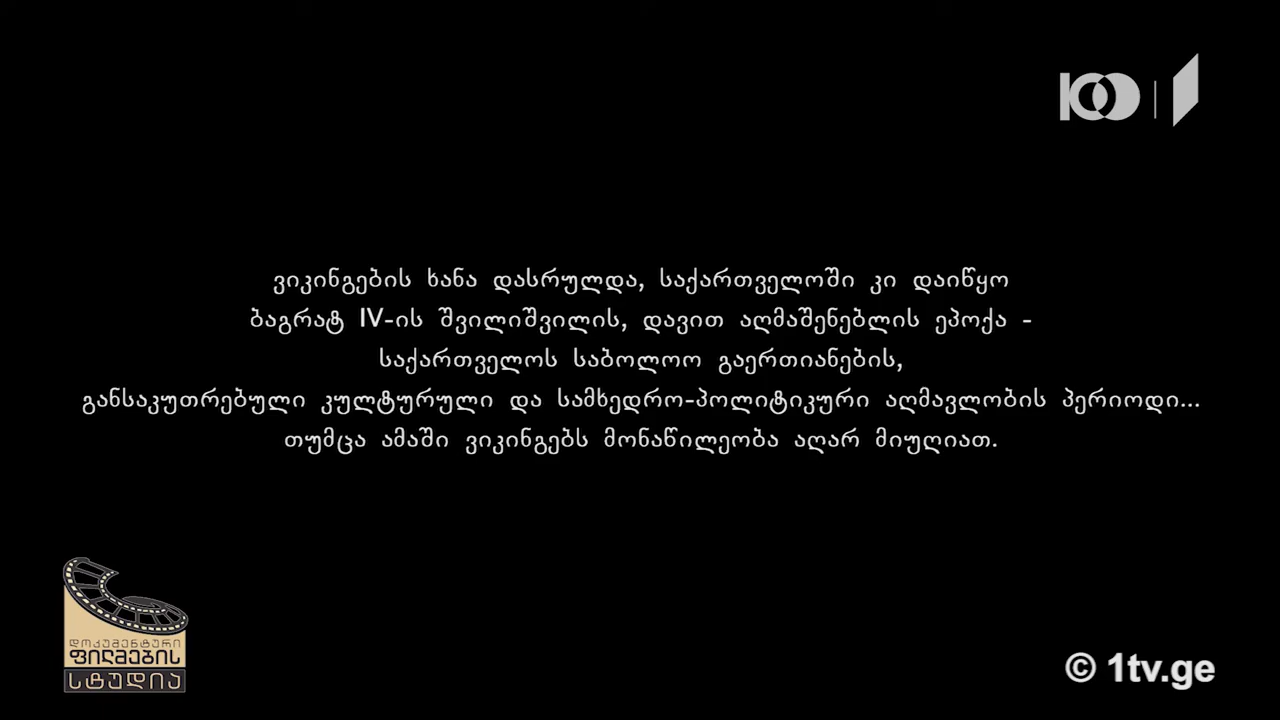 100
ვიკინგების ხანა დასრულდა, საქართველოში კი დაიწყო
ბაგრატ IV-ის შვილიშვილის, დავით აღმაშენებლის ეპოქა -
საქართველოს საბოლოო გაერთიანების,
განსაკუთრებული კულტურული და სამხედრო-პოლიტიკური აღმავლობის პერიოდი...
თუმცა ამაში ვიკინგებს მონაწილეობა აღარ მიუღიათ.
დოკუმენტური
ფილმების
სტუდია
© 1tv.ge